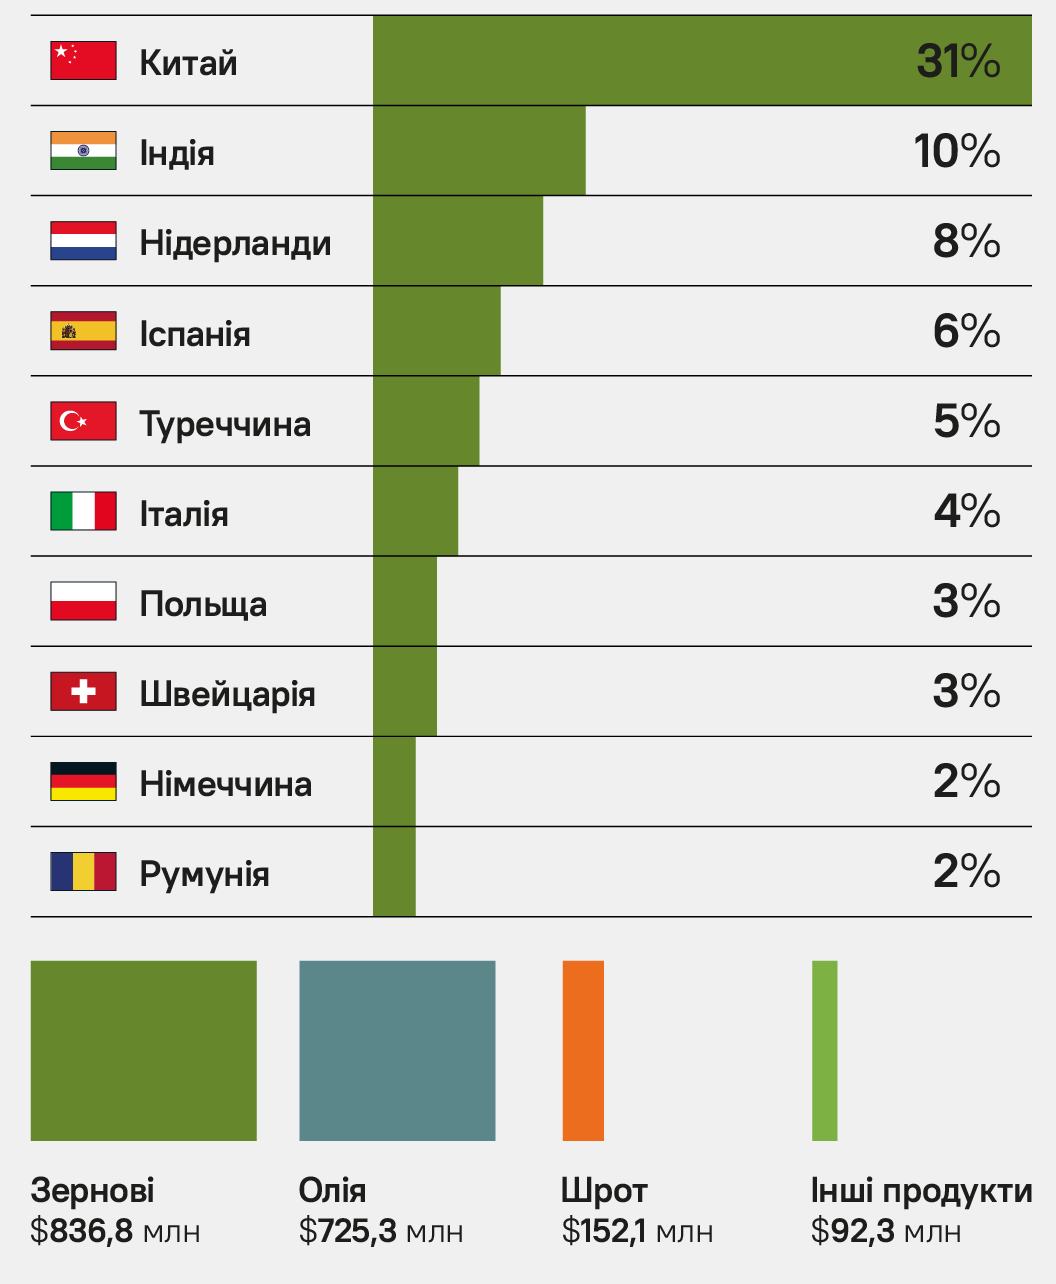 Китай 31%
Індія 10%
Нідерланди 8%
Іспанія 6%
Туреччина 5%
Італія 4%
Польща 3%
Швейцарія 3%
Німеччина 2%
Румунія 2%
Зернові Олія Шрот Інші продукти
$836,8 млн $725,3 млн $152,1 млн $92,3 млн